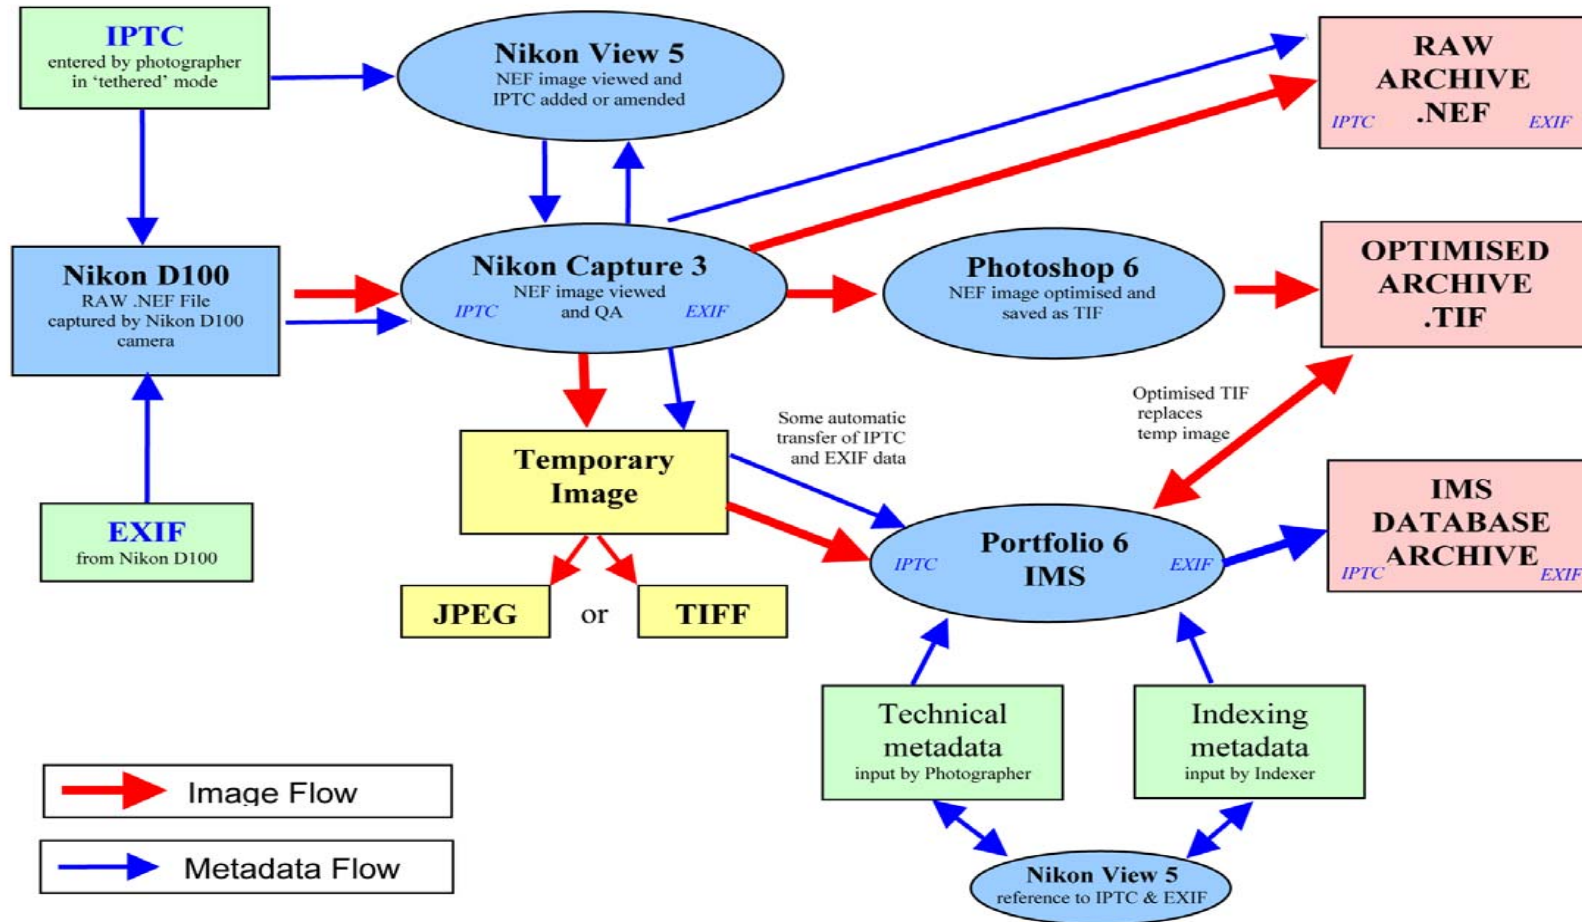 IPTC
entered by photographer
in ‘tethered’ mode
Nikon View 5
NEF image viewed and
IPTC added or amended
RAW
ARCHIVE
.NEF
IPTC
EXIF
Nikon D100
RAW .NEF File
captured by Nikon D100
camera
Nikon Capture 3
NEF image viewed
and QA
IPTC
EXIF
Photoshop 6
NEF image optimised and
saved as TIF
OPTIMISED
ARCHIVE
.TIF
Optimised TIF
replaces
temp image
Some automatic
transfer of IPTC
and EXIF data
Temporary
Image
EXIF
from Nikon D100
JPEG
or
TIFF
Portfolio 6
IMS
IPTC
EXIF
IMS
DATABASE
ARCHIVE
IPTC
EXIF
Technical
metadata
input by Photographer
Indexing
metadata
input by Indexer
Nikon View 5
reference to IPTC & EXIF
Image Flow
Metadata Flow